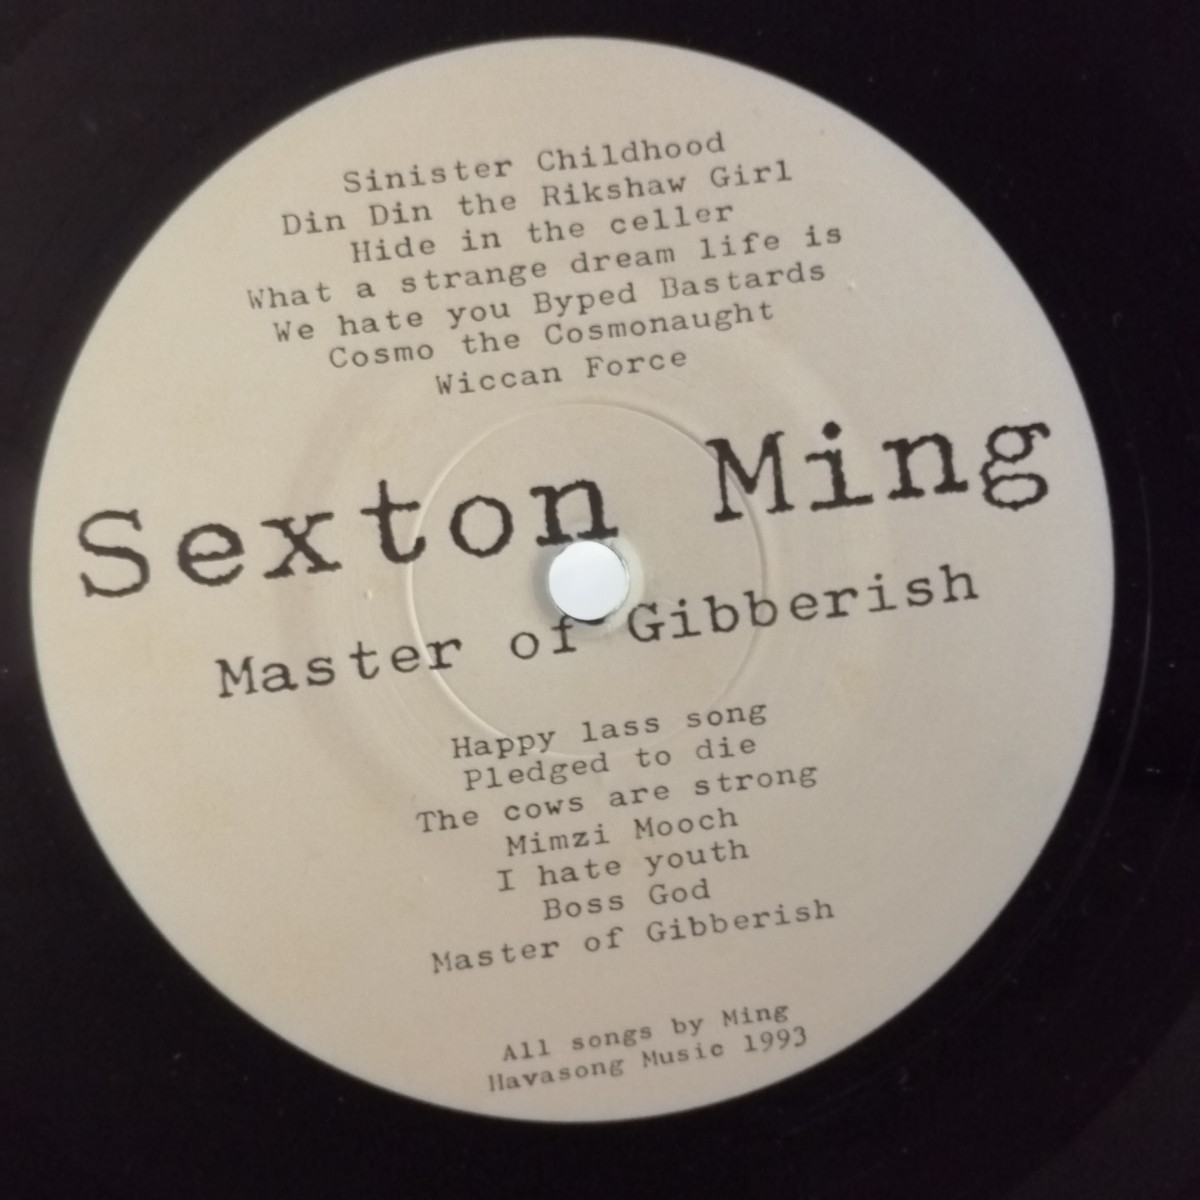 Sinister Childhood
Din Din the Rikshaw Girl
Hide in the celler
What a strange dream life is
We hate you Byped Bastards
Cosmo the Cosmonaught
Wiccan Force
Sexton Ming
Master of Gibberish
Happy lass song
Pledged to die
The cows are strong
Mimzi Mooch
I hate youth
Boss God
Master of Gibberish
All songs by Ming
Havasong Music 1993